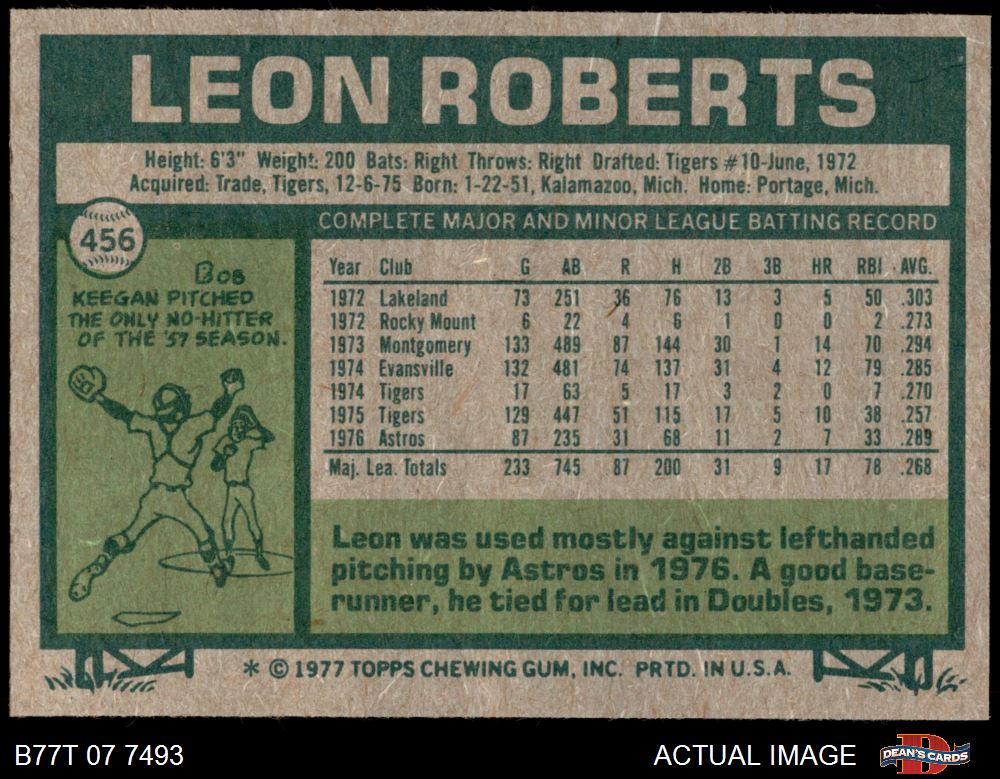 LEON ROBERTS
Height: 6'3" Weight: 200 Bats: Right Throws: Right Drafted: Tigers #10-June, 1972
Acquired: Trade, Tigers, 12-6-75 Born: 1-22-51, Kalamazoo, Mich. Home: Portage, Mich.
456
COMPLETE MAJOR AND MINOR LEAGUE BATTING RECORD
BOB
KEEGAN PITCHED
THE ONLY NO-HITTER
OF THE '57 SEASON.
Year Club G AB R H 2B 3B HR RBI AVG.
1972 Lakeland 73 251 36 76 13 3 5 50 .303
1972 Rocky Mount 6 22 4 6 1 0 0 2 .273
1973 Montgomery 133 489 87 144 30 1 14 70 .294
1974 Evansville 132 481 74 137 31 4 12 79 .285
1974 Tigers 17 63 5 17 3 2 0 7 .270
1975 Tigers 129 447 51 115 17 5 10 38 .257
1976 Astros 87 235 31 68 11 2 7 33 .289
Maj. Lea. Totals 233 745 87 200 31 9 17 78 .268
Leon was used mostly against lefthanded
pitching by Astros in 1976. A good base-
runner, he tied for lead in Doubles, 1973.
* © 1977 TOPPS CHEWING GUM, INC. PRTD. IN U.S.A.
B77T 07 7493
ACTUAL IMAGE
DEAN'S CARDS